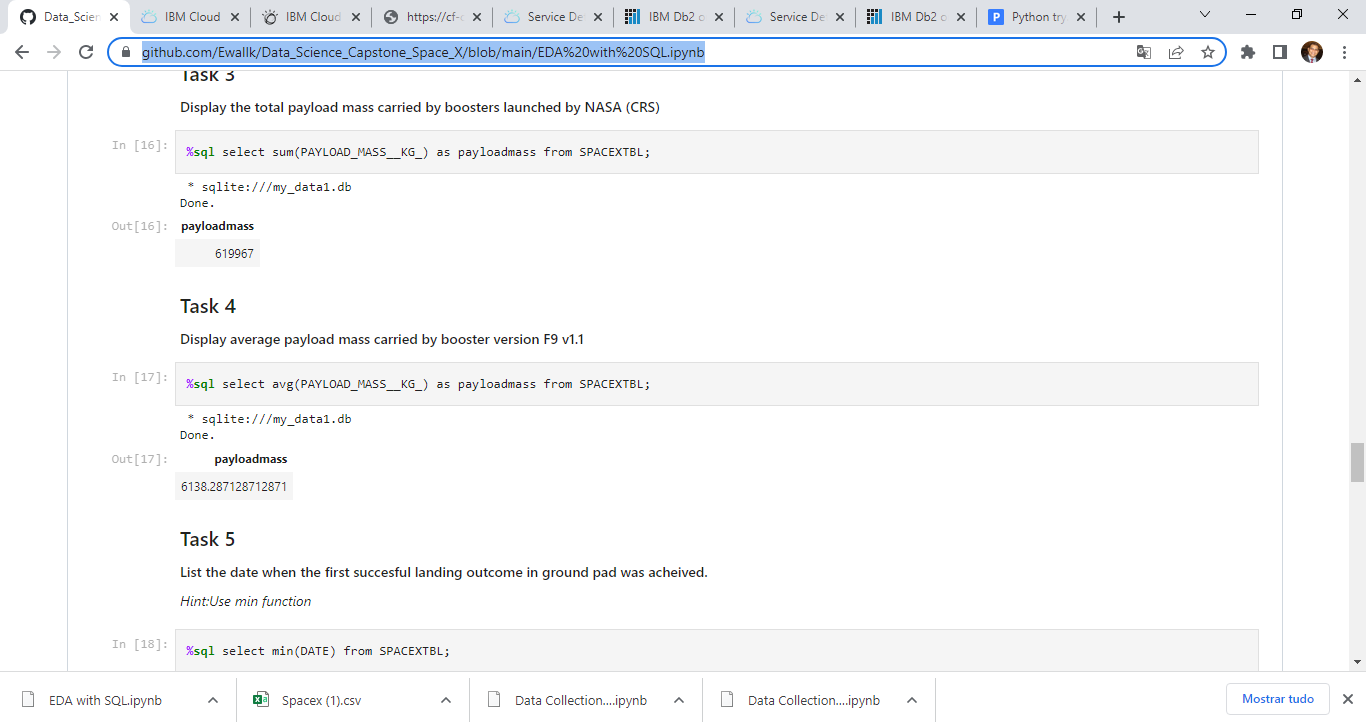 Data_Scien
IBM Cloud
IBM Cloud
https://cf-c
Service De
IBM Db2 o
Service De
IBM Db2 o
Python try
github.com/Ewallk/Data_Science_Capstone_Space_X/blob/main/EDA%20with%20SQL.ipynb
Task 3
Display the total payload mass carried by boosters launched by NASA (CRS)
In [16]:
%sql select sum(PAYLOAD_MASS__KG_) as payloadmass from SPACEXTBL;
* sqlite:///my_data1.db
Done.
Out[16]:
payloadmass
619967
Task 4
Display average payload mass carried by booster version F9 v1.1
In [17]:
%sql select avg(PAYLOAD_MASS__KG_) as payloadmass from SPACEXTBL;
* sqlite:///my_data1.db
Done.
Out[17]:
payloadmass
6138.287128712871
Task 5
List the date when the first succesful landing outcome in ground pad was acheived.
Hint:Use min function
In [18]:
%sql select min(DATE) from SPACEXTBL;
EDA with SQL.ipynb
Spacex (1).csv
Data Collection....ipynb
Data Collection....ipynb
Mostrar tudo